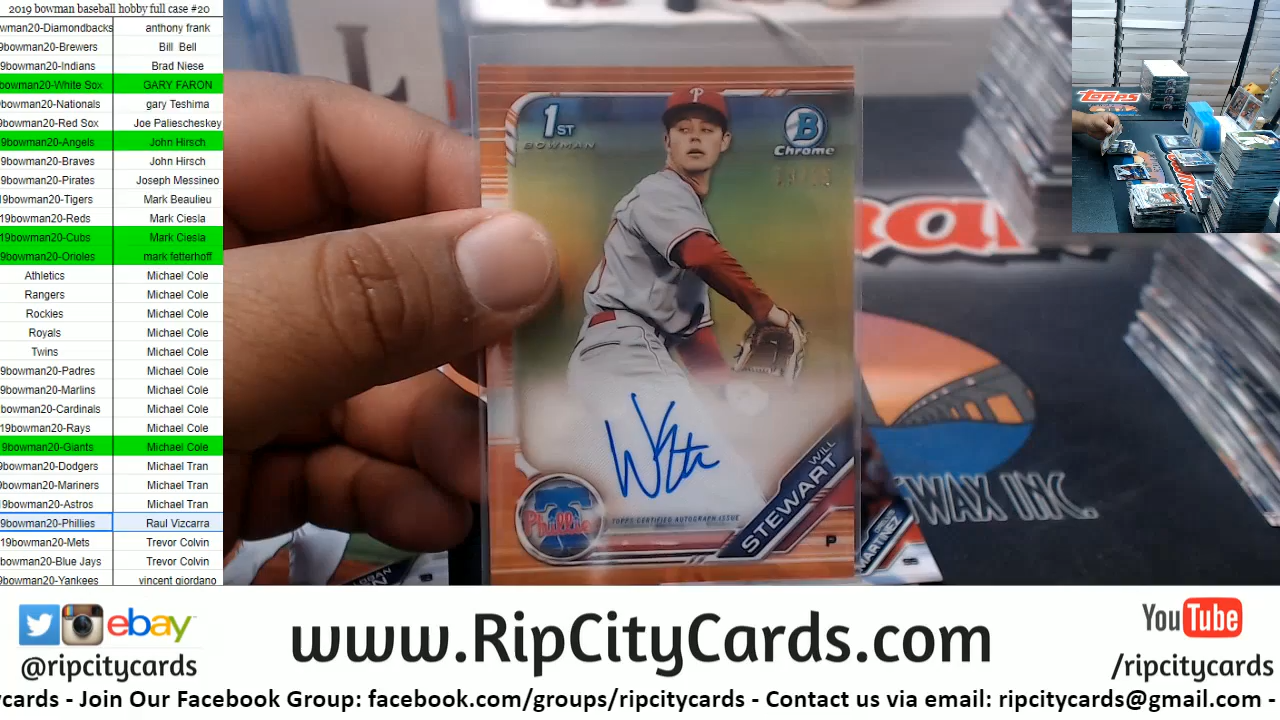 2019 bowman baseball hobby full case #20
wman20-Diamondbacks anthony frank
9bowman20-Brewers Bill Bell
9bowman20-Indians Brad Niese
bowman20-White Sox GARY FARON
9bowman20-Nationals gary Teshima
9bowman20-Red Sox Joe Paliescheskey
9bowman20-Angels John Hirsch
9bowman20-Braves John Hirsch
9bowman20-Pirates Joseph Messineo
19bowman20-Tigers Mark Beaulieu
19bowman20-Reds Mark Ciesla
19bowman20-Cubs Mark Ciesla
9bowman20-Orioles mark fetterhoff
Athletics Michael Cole
Rangers Michael Cole
Rockies Michael Cole
Royals Michael Cole
Twins Michael Cole
9bowman20-Padres Michael Cole
9bowman20-Marlins Michael Cole
9bowman20-Cardinals Michael Cole
19bowman20-Rays Michael Cole
9bowman20-Giants Michael Cole
9bowman20-Dodgers Michael Tran
9bowman20-Mariners Michael Tran
19bowman20-Astros Michael Tran
9bowman20-Phillies Raul Vizcarra
19bowman20-Mets Trevor Colvin
9bowman20-Blue Jays Trevor Colvin
9bowman20-Yankees vincent giordano
1ST
BOWMAN
B
Chrome
P
Phillies
TOPPS CERTIFIED AUTOGRAPH ISSUE
WILL
STEWART
P
MARTINEZ
EWAX INC.
topps
ebay
@ripcitycards
www.RipCityCards.com
YouTube
/ripcitycards
cards - Join Our Facebook Group: facebook.com/groups/ripcitycards - Contact us via email: ripcitycards@gmail.com -